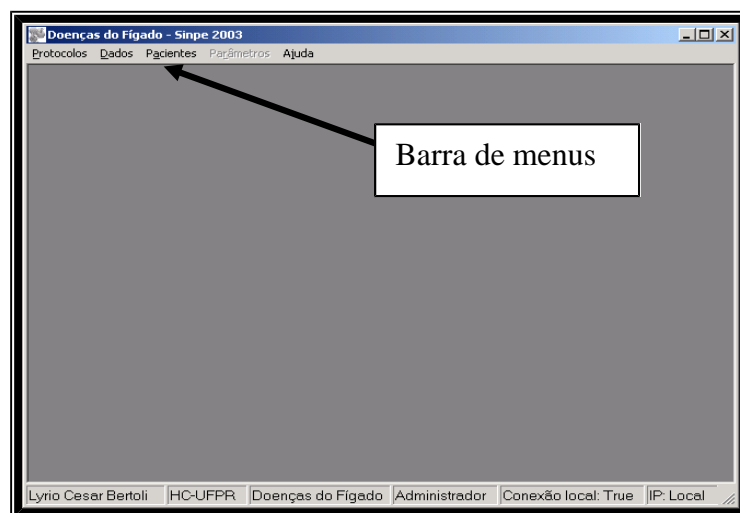 Doenças do Fígado - Sinpe 2003
Protocolos Dados Pacientes Parâmetros Ajuda
Barra de menus
Lyrio Cesar Bertoli HC-UFPR Doenças do Fígado Administrador Conexão local: True IP: Local